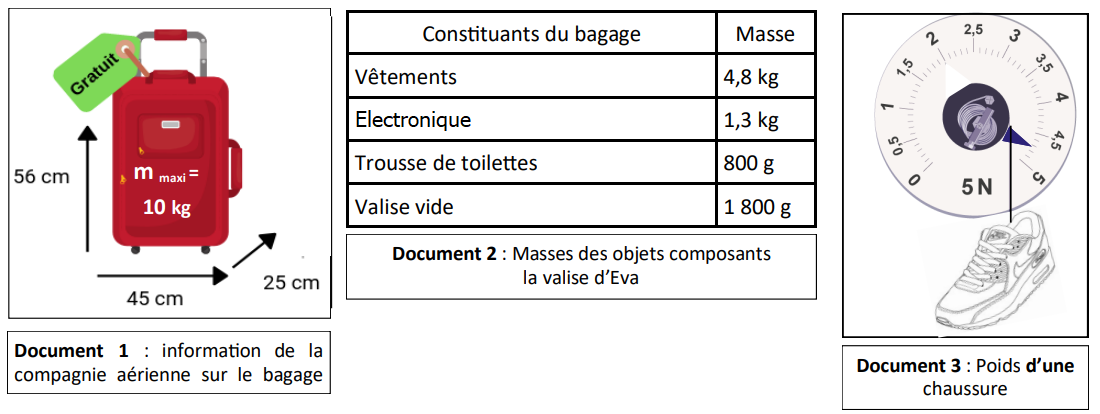 Gratuit
56 cm
m maxi =
10 kg
25 cm
45 cm
Document 1 : information de la
compagnie aérienne sur le bagage
Constituants du bagage Masse
Vêtements 4,8 kg
Electronique 1,3 kg
Trousse de toilettes 800 g
Valise vide 1 800 g
Document 2 : Masses des objets composants
la valise d’Eva
0
0,5
1
1,5
2
2,5
3
3,5
4
4,5
5
5 N
Document 3 : Poids d’une
chaussure